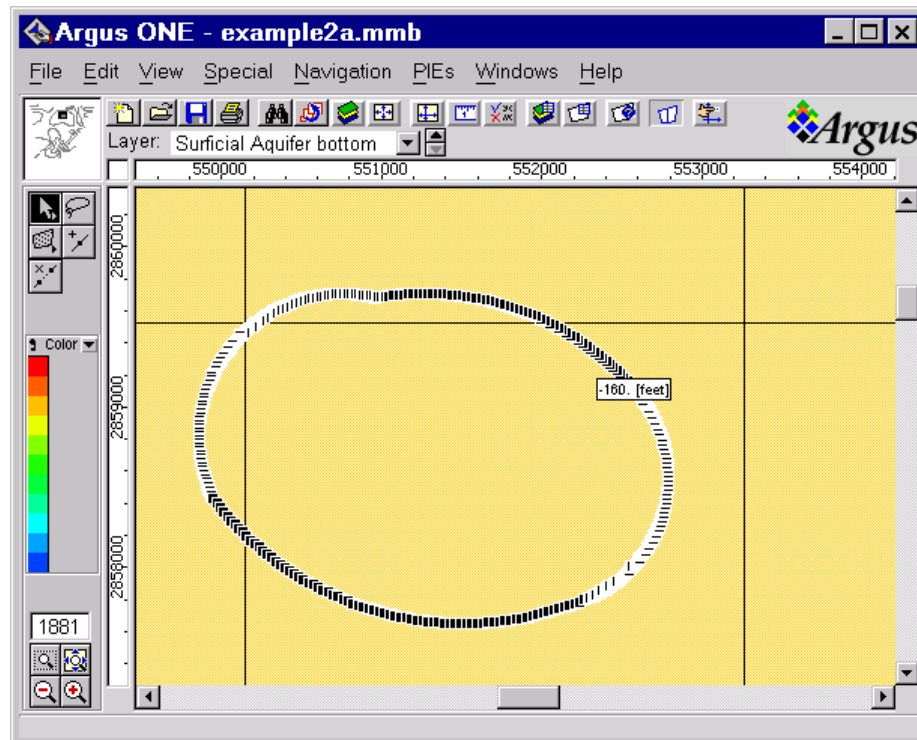 Argus ONE - example2a.mmb
File Edit View Special Navigation PIEs Windows Help
Layer: Surficial Aquifer bottom
Argus
550000 551000 552000 553000 554000
2860000
Color
2859000
-160. [feet]
2858000
1881